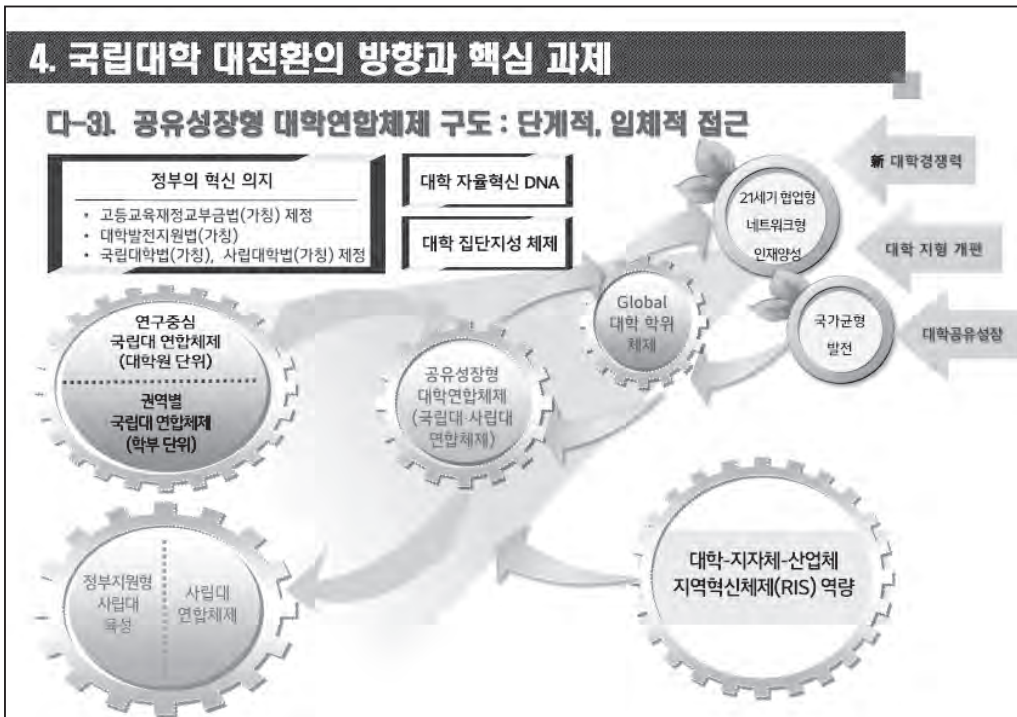 4. 국립대학 대전환의 방향과 핵심 과제
다-3). 공유성장형 대학연합체제 구도 : 단계적, 입체적 접근
정부의 혁신 의지
• 고등교육재정교부금법(가칭) 제정
• 대학발전지원법(가칭)
• 국립대학법(가칭), 사립대학법(가칭) 제정
대학 자율혁신 DNA
대학 집단지성 체제
21세기 협업형
네트워크형
인재양성
新 대학경쟁력
대학 지형 개편
대학공유성장
국가균형
발전
Global
대학 학위
체제
연구중심
국립대 연합체제
(대학원 단위)
권역별
국립대 연합체제
(학부 단위)
공유성장형
대학연합체제
(국립대·사립대
연합체제)
정부지원형
사립대
육성
사립대
연합체제
대학-지자체-산업체
지역혁신체제(RIS) 역량